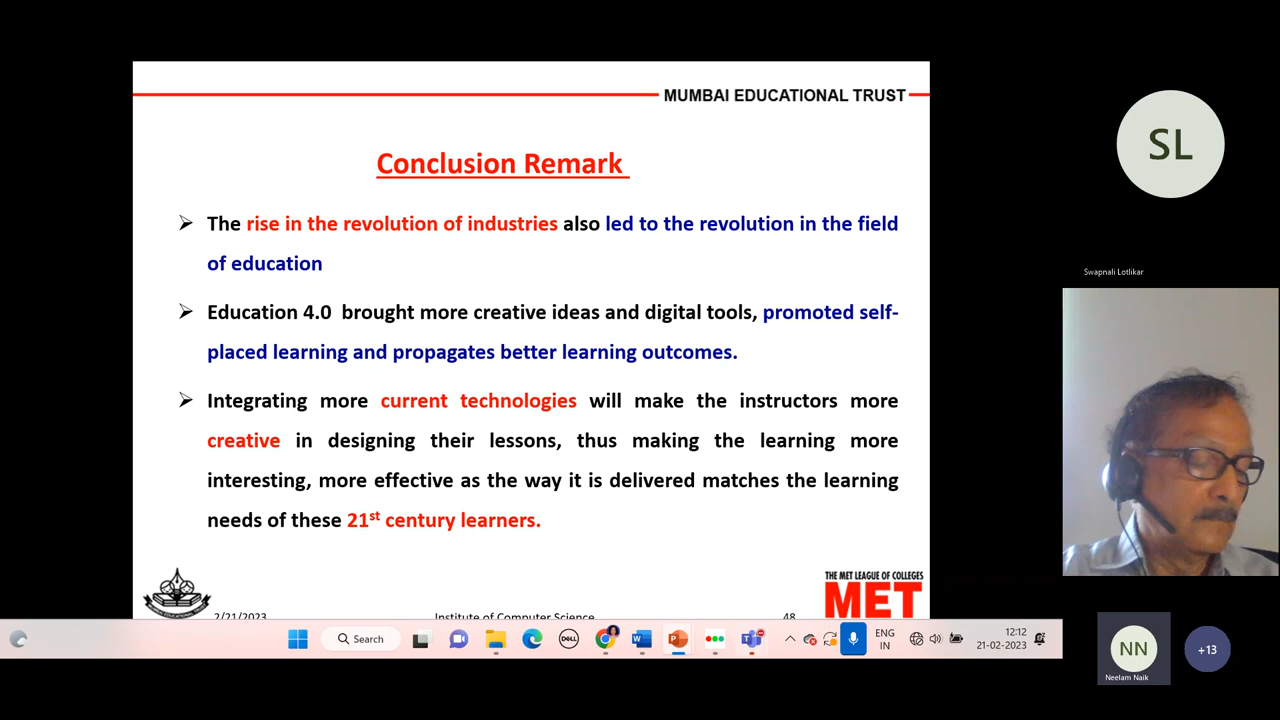 MUMBAI EDUCATIONAL TRUST
Conclusion Remark
The rise in the revolution of industries also led to the revolution in the field
of education
Education 4.0 brought more creative ideas and digital tools, promoted self-
placed learning and propagates better learning outcomes.
Integrating more current technologies will make the instructors more
creative in designing their lessons, thus making the learning more
interesting, more effective as the way it is delivered matches the learning
needs of these 21st century learners.
THE MET LEAGUE OF COLLEGES
MET
2/21/2023 Institute of Computer Science 48
Search
DELL
ENG
IN
12:12
21-02-2023
SL
Swapnali Lotlikar
NN
Neelam Naik
+13